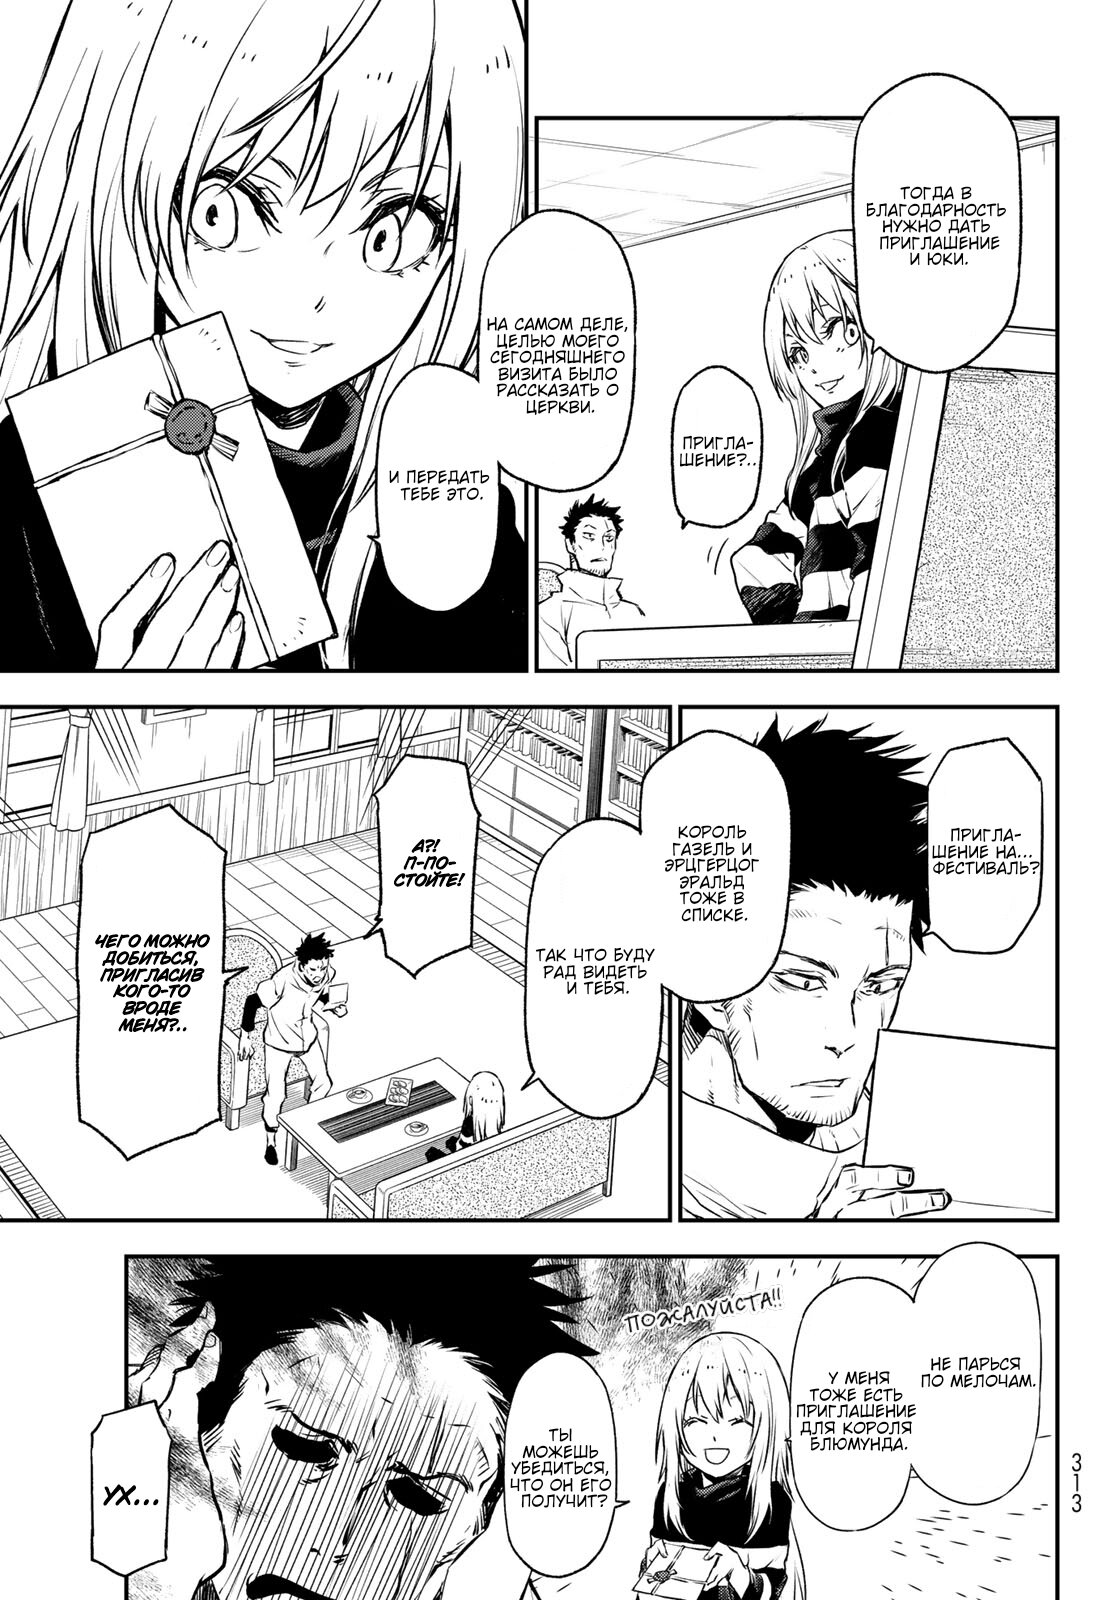 ТОГДА В
БЛАГОДАРНОСТЬ
НУЖНО ДАТЬ
ПРИГЛАШЕНИЕ
И ЮКИ.
ПРИГЛА-
ШЕНИЕ?..
НА САМОМ ДЕЛЕ,
ЦЕЛЬЮ МОЕГО
СЕГОДНЯШНЕГО
ВИЗИТА БЫЛО
РАССКАЗАТЬ О
ЦЕРКВИ.
И ПЕРЕДАТЬ
ТЕБЕ ЭТО.
ПРИГЛА-
ШЕНИЕ НА...
ФЕСТИВАЛЬ?
КОРОЛЬ
ГАЗЕЛЬ И
ЭРЦГЕРЦОГ
ЭРАЛЬД
ТОЖЕ В
СПИСКЕ.
ТАК ЧТО БУДУ
РАД ВИДЕТЬ
И ТЕБЯ.
А?!
П-ПО-
СТОЙТЕ!
ЧЕГО МОЖНО
ДОБИТЬСЯ,
ПРИГЛАСИВ
КОГО-ТО
ВРОДЕ
МЕНЯ?..
НЕ ПАРЬСЯ
ПО МЕЛОЧАМ.
У МЕНЯ
ТОЖЕ ЕСТЬ
ПРИГЛАШЕНИЕ
ДЛЯ КОРОЛЯ
БЛЮМУНДА.
ПОЖАЛУЙСТА!!
ТЫ
МОЖЕШЬ
УБЕДИТЬСЯ,
ЧТО ОН ЕГО
ПОЛУЧИТ?
УХ...
313